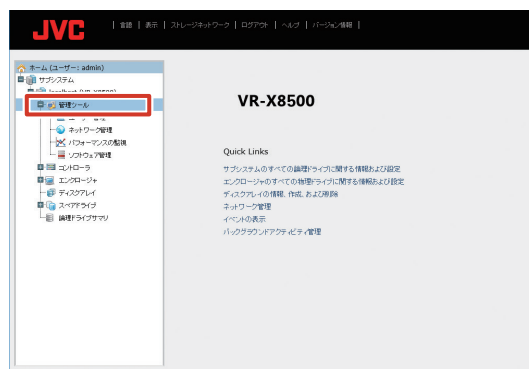 JVC
| 言語 | 表示 | ストレージネットワーク | ログアウト | ヘルプ | バージョン情報 |
ホーム (ユーザー: admin)
サブシステム
localhost (VR-X8500)
管理ツール
ユーザー管理
ネットワーク管理
パフォーマンスの監視
ソフトウェア管理
コントローラ
エンクロージャ
ディスクアレイ
スペアドライブ
論理ドライブサマリ
VR-X8500
Quick Links
サブシステムのすべての論理ドライブに関する情報および設定
エンクロージャのすべての物理ドライブに関する情報および設定
ディスクアレイの情報、作成、および削除
ネットワーク管理
イベントの表示
バックグラウンドアクティビティ管理